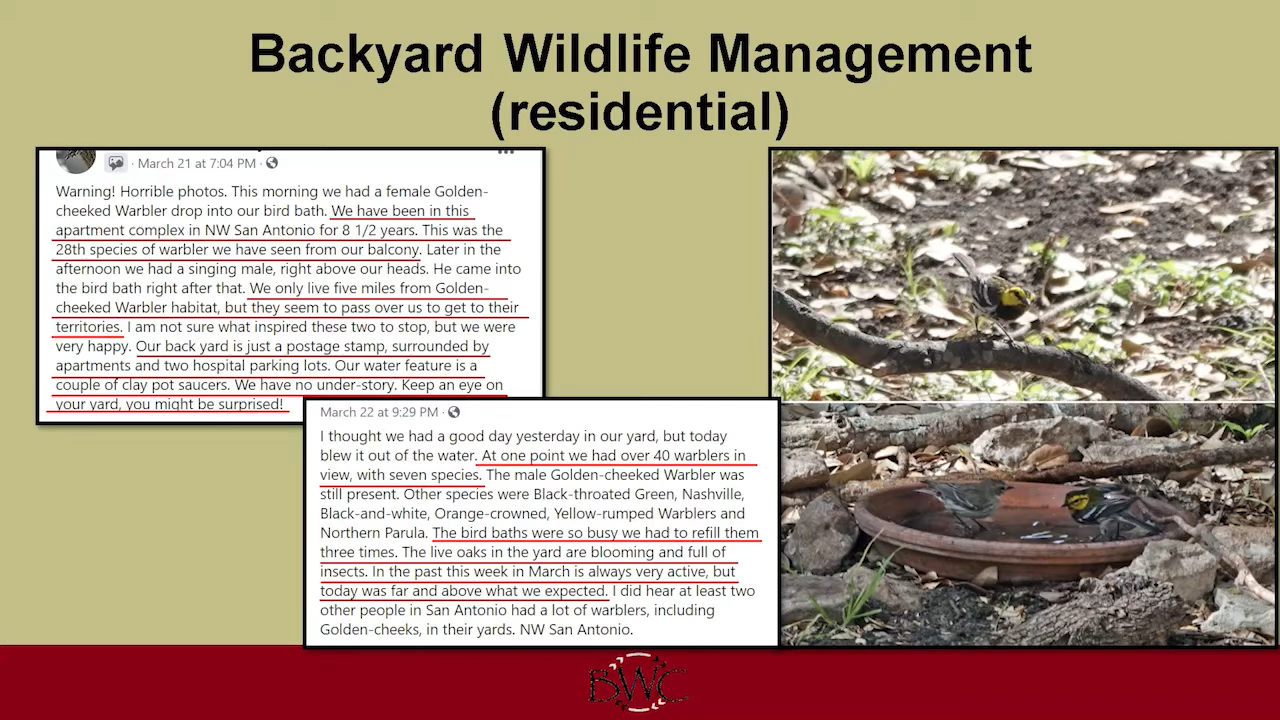 Backyard Wildlife Management
(residential)
March 21 at 7:04 PM ·
Warning! Horrible photos. This morning we had a female Golden-
cheeked Warbler drop into our bird bath. We have been in this
apartment complex in NW San Antonio for 8 1/2 years. This was the
28th species of warbler we have seen from our balcony. Later in the
afternoon we had a singing male, right above our heads. He came into
the bird bath right after that. We only live five miles from Golden-
cheeked Warbler habitat, but they seem to pass over us to get to their
territories. I am not sure what inspired these two to stop, but we were
very happy. Our back yard is just a postage stamp, surrounded by
apartments and two hospital parking lots. Our water feature is a
couple of clay pot saucers. We have no under-story. Keep an eye on
your yard, you might be surprised!
March 22 at 9:29 PM ·
I thought we had a good day yesterday in our yard, but today
blew it out of the water. At one point we had over 40 warblers in
view, with seven species. The male Golden-cheeked Warbler was
still present. Other species were Black-throated Green, Nashville,
Black-and-white, Orange-crowned, Yellow-rumped Warblers and
Northern Parula. The bird baths were so busy we had to refill them
three times. The live oaks in the yard are blooming and full of
insects. In the past this week in March is always very active, but
today was far and above what we expected. I did hear at least two
other people in San Antonio had a lot of warblers, including
Golden-cheeks, in their yards. NW San Antonio.
BWC